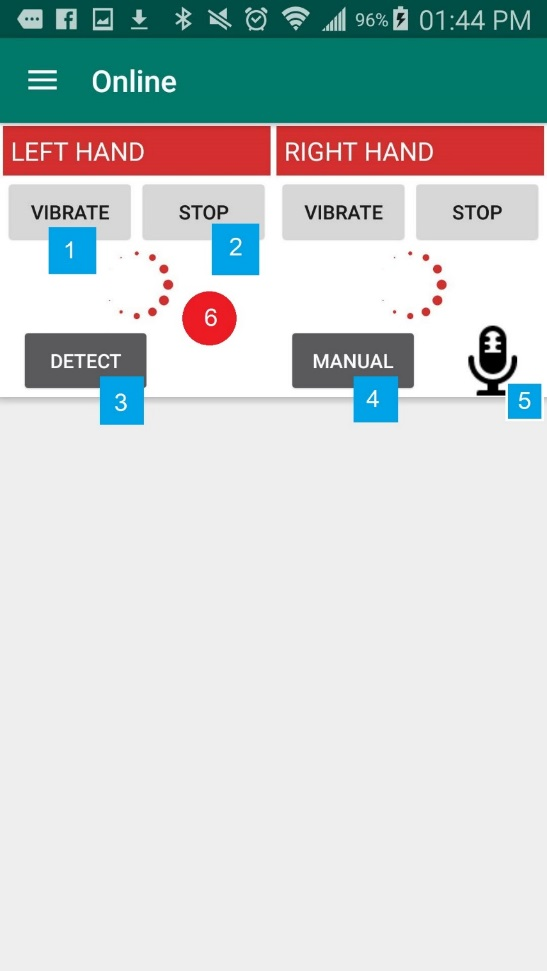 96% 01:44 PM
Online
LEFT HAND RIGHT HAND
VIBRATE STOP VIBRATE STOP
1 2
6
DETECT MANUAL
3 4 5